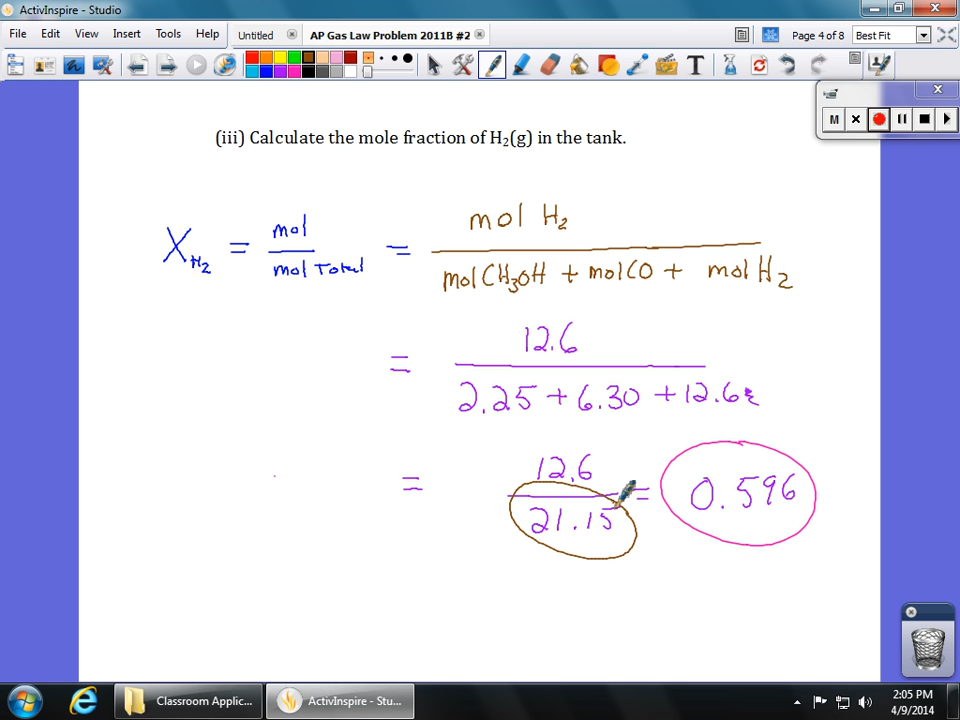 ActivInspire - Studio
File Edit View Insert Tools Help Untitled AP Gas Law Problem 2011B #2 Page 4 of 8 Best Fit
M
(iii) Calculate the mole fraction of H₂(g) in the tank.
X_H₂ = mol / mol Total = mol H₂ / mol CH₃OH + mol CO + mol H₂
= 12.6 / 2.25 + 6.30 + 12.6
= 12.6 / 21.15 = 0.596
Classroom Applic... ActivInspire - Stu...
2:05 PM
4/9/2014